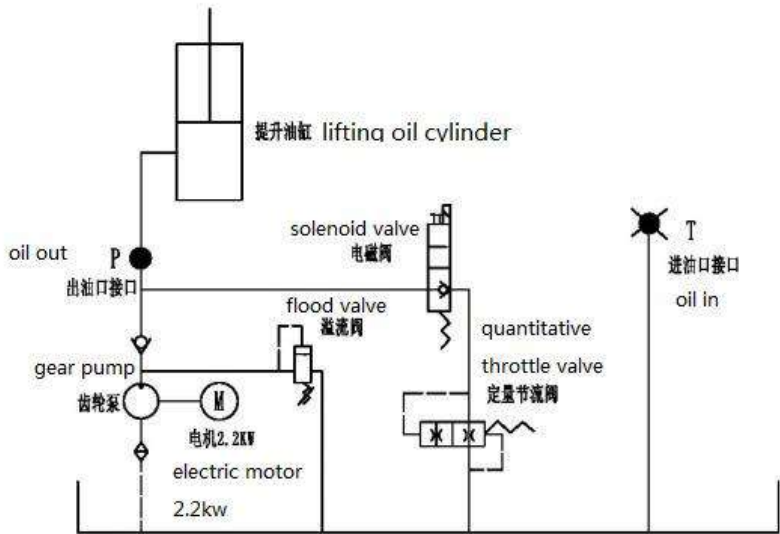 提升油缸 lifting oil cylinder
solenoid valve
电磁阀
oil out P
出油口接口
T
进油口接口
oil in
flood valve
溢流阀
quantitative
throttle valve
定量节流阀
gear pump
齿轮泵
M
电机2.2KW
electric motor
2.2kw